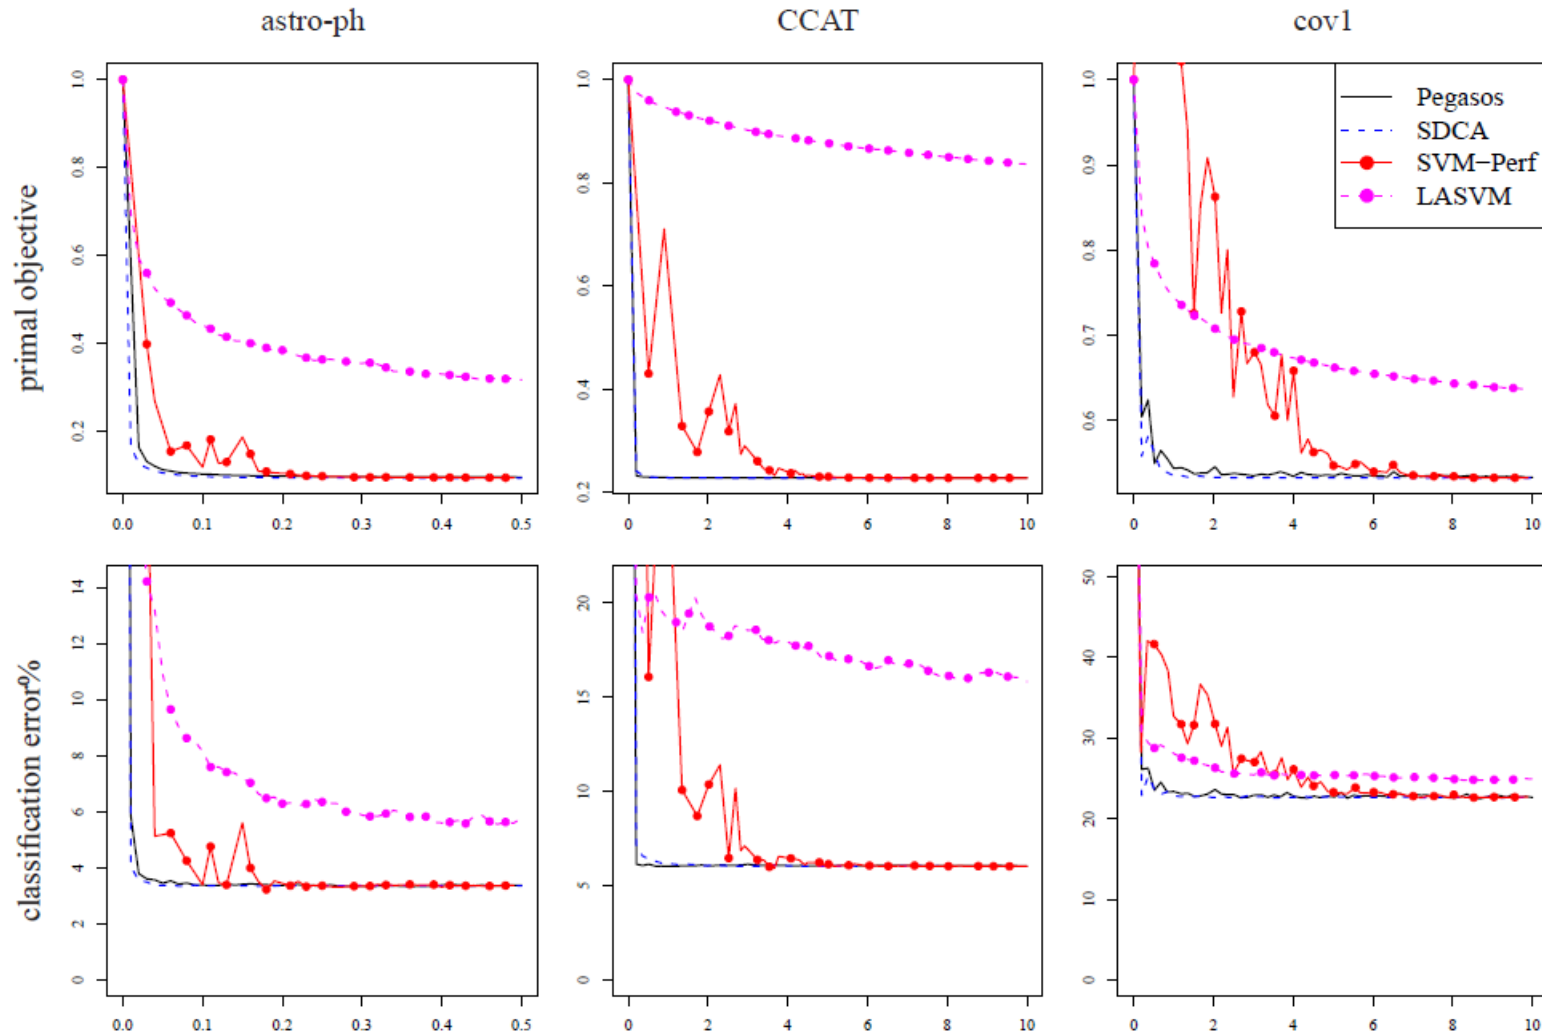 astro-ph CCAT cov1
primal objective
1.0
0.8
0.6
0.4
0.2
0.0 0.1 0.2 0.3 0.4 0.5
1.0
0.8
0.6
0.4
0.2
0 2 4 6 8 10
1.0
0.9
0.8
0.7
0.6
0 2 4 6 8 10
Pegasos
SDCA
SVM−Perf
LASVM
classification error%
14
12
10
8
6
4
2
0
0.0 0.1 0.2 0.3 0.4 0.5
20
15
10
5
0
0 2 4 6 8 10
50
40
30
20
10
0
0 2 4 6 8 10